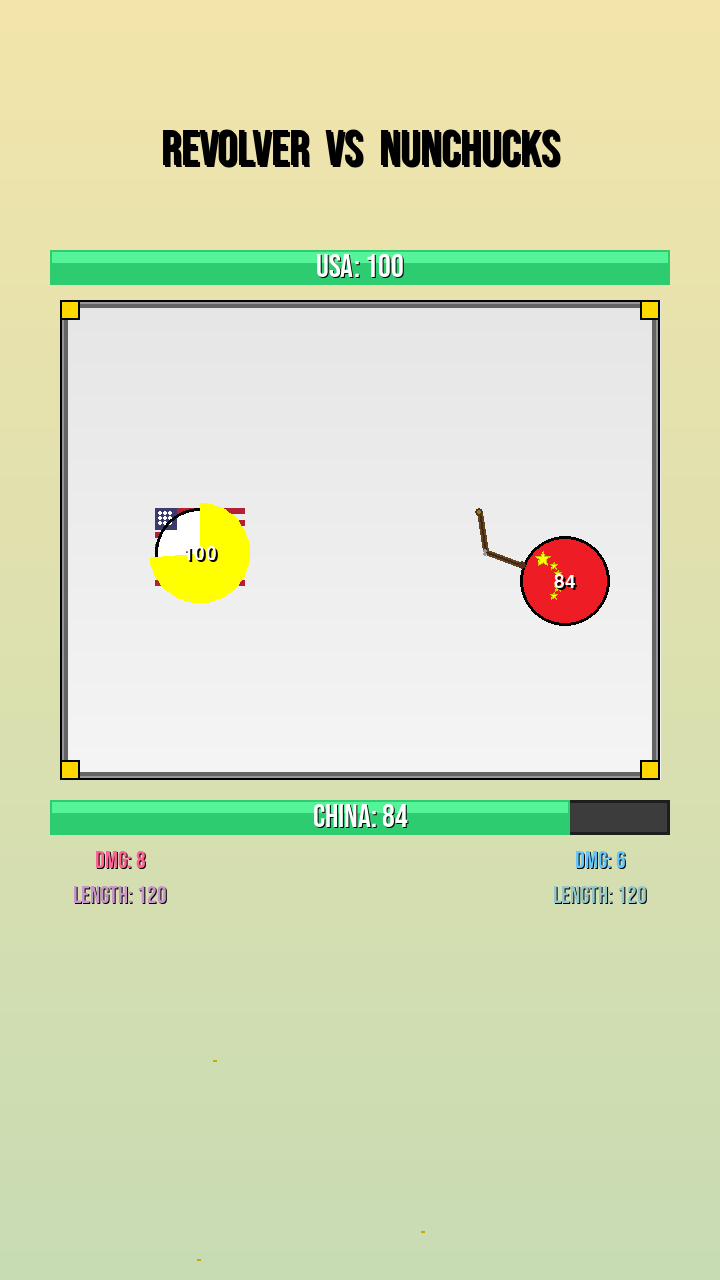 REVOLVER VS NUNCHUCKS
USA: 100
100
84
CHINA: 84
DMG: 8
DMG: 6
LENGTH: 120
LENGTH: 120